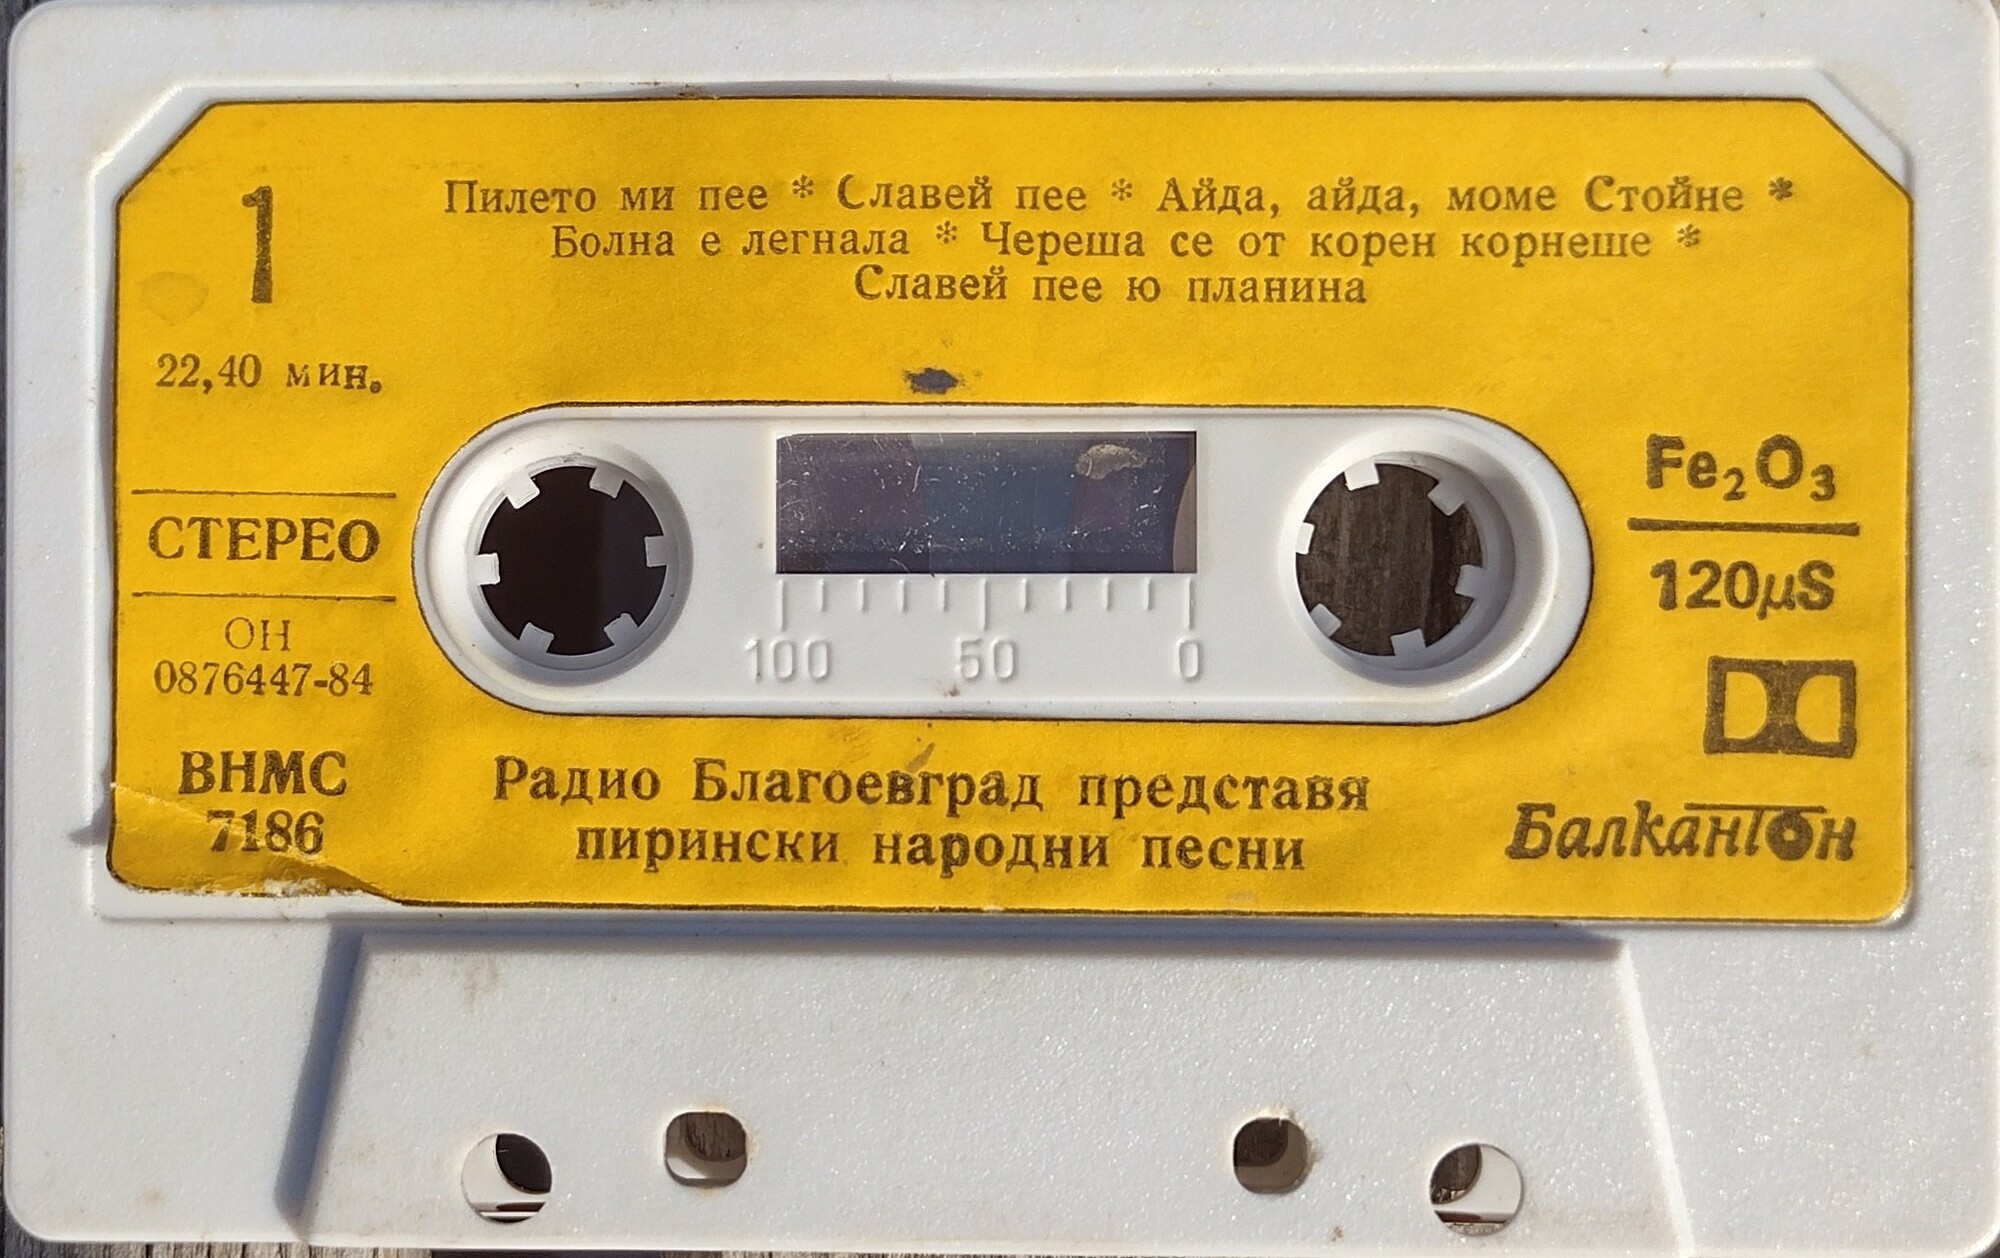 1
Пилето ми пее * Славей пее * Айда, айда, моме Стойне *
Болна е легнала * Череша се от корен корнеше *
Славей пее ю планина
22,40 мин.
СТЕРЕО
ОН
0876447-84
ВНМС
7186
100 50 0
Fe₂O₃
120µS
Радио Благоевград представя
пирински народни песни
Балкантон